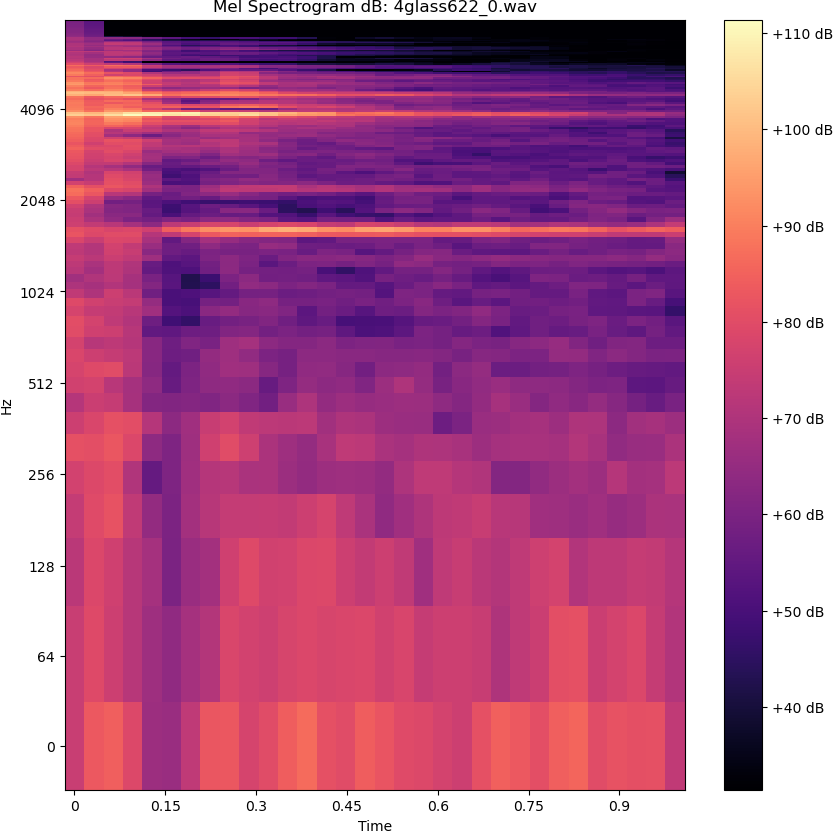 Mel Spectrogram dB: 4glass622_0.wav
+110 dB
4096
+100 dB
2048
+90 dB
1024
+80 dB
512
Hz
+70 dB
256
+60 dB
128
+50 dB
64
+40 dB
0
0 0.15 0.3 0.45 0.6 0.75 0.9
Time